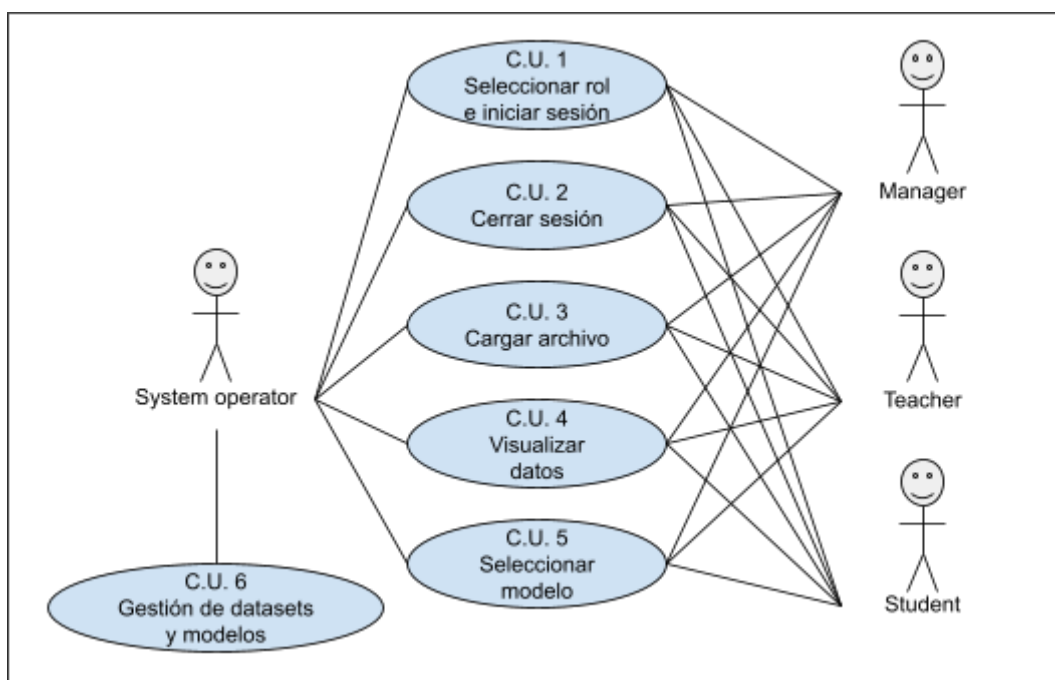 C.U. 1
Seleccionar rol
e iniciar sesión
Manager
C.U. 2
Cerrar sesión
System operator
C.U. 3
Cargar archivo
Teacher
C.U. 4
Visualizar
datos
C.U. 5
Seleccionar
modelo
Student
C.U. 6
Gestión de datasets
y modelos